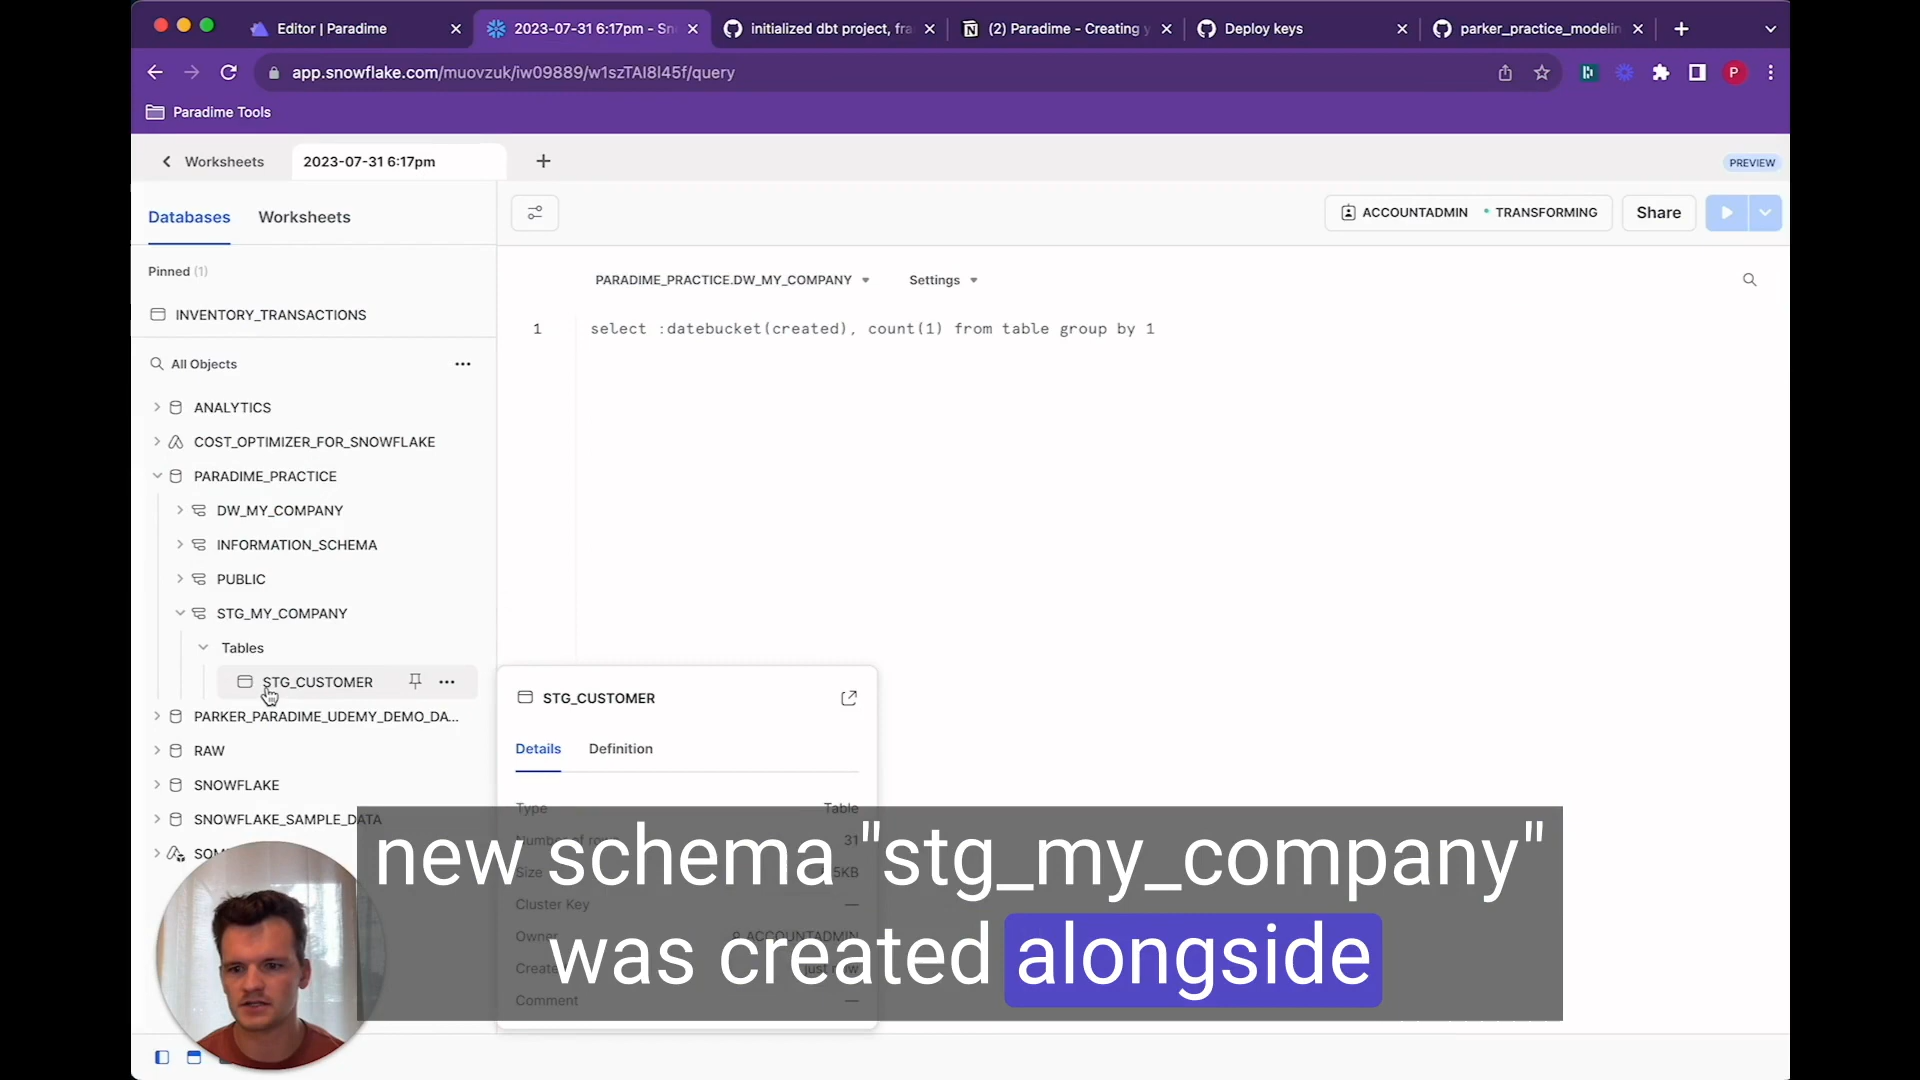 Editor | Paradime
2023-07-31 6:17pm - Sn
initialized dbt project, fra
(2) Paradime - Creating y
Deploy keys
parker_practice_modelin
app.snowflake.com/muovzuk/iw09889/w1szTAI8I45f/query
P
Paradime Tools
Worksheets
2023-07-31 6:17pm
PREVIEW
Databases
Worksheets
ACCOUNTADMIN
TRANSFORMING
Share
Pinned (1)
INVENTORY_TRANSACTIONS
PARADIME_PRACTICE.DW_MY_COMPANY
Settings
1
select :datebucket(created), count(1) from table group by 1
All Objects
ANALYTICS
COST_OPTIMIZER_FOR_SNOWFLAKE
PARADIME_PRACTICE
DW_MY_COMPANY
INFORMATION_SCHEMA
PUBLIC
STG_MY_COMPANY
Tables
STG_CUSTOMER
PARKER_PARADIME_UDEMY_DEMO_DA...
RAW
SNOWFLAKE
SNOWFLAKE_SAMPLE_DATA
STG_CUSTOMER
Details
Definition
Type
Table
31
Size
Cluster Key
—
ACCOUNTADMIN
Comment
—
new schema "stg_my_company"
was created alongside